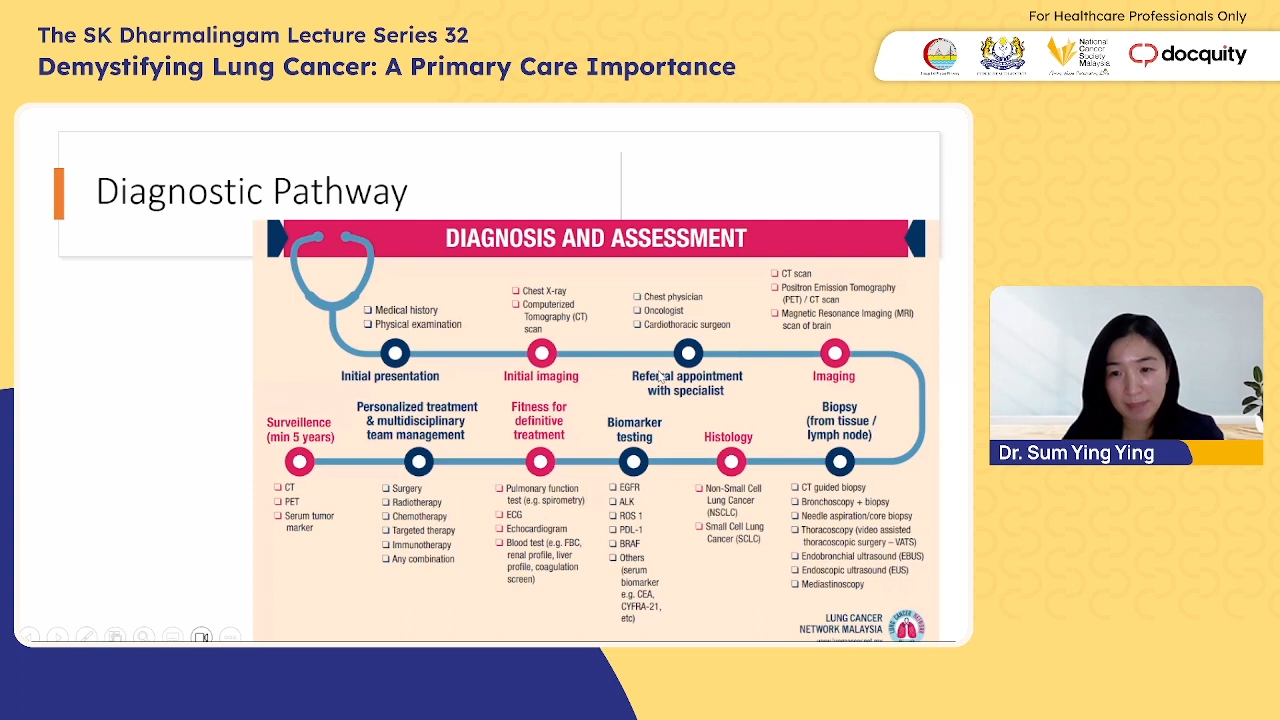 For Healthcare Professionals Only
The SK Dharmalingam Lecture Series 32
Demystifying Lung Cancer: A Primary Care Importance
National
Cancer
Society
Malaysia
docquity
Diagnostic Pathway
DIAGNOSIS AND ASSESSMENT
Medical history
Physical examination
Initial presentation
Chest X-ray
Computerized
Tomography (CT)
scan
Initial imaging
Chest physician
Oncologist
Cardiothoracic surgeon
Referral appointment
with specialist
CT scan
Positron Emission Tomography
(PET) / CT scan
Magnetic Resonance Imaging (MRI)
scan of brain
Imaging
Biopsy
(from tissue /
lymph node)
CT guided biopsy
Bronchoscopy + biopsy
Needle aspiration/core biopsy
Thoracoscopy (video assisted
thoracoscopic surgery – VATS)
Endobronchial ultrasound (EBUS)
Endoscopic ultrasound (EUS)
Mediastinoscopy
Histology
Non-Small Cell
Lung Cancer
(NSCLC)
Small Cell Lung
Cancer (SCLC)
Biomarker
testing
EGFR
ALK
ROS 1
PDL-1
BRAF
Others
(serum
biomarker
e.g. CEA,
CYFRA-21,
etc)
Fitness for
definitive
treatment
Pulmonary function
test (e.g. spirometry)
ECG
Echocardiogram
Blood test (e.g. FBC,
renal profile, liver
profile, coagulation
screen)
Personalized treatment
& multidisciplinary
team management
Surgery
Radiotherapy
Chemotherapy
Targeted therapy
Immunotherapy
Any combination
Surveillence
(min 5 years)
CT
PET
Serum tumor
marker
LUNG CANCER
NETWORK MALAYSIA
Dr. Sum Ying Ying